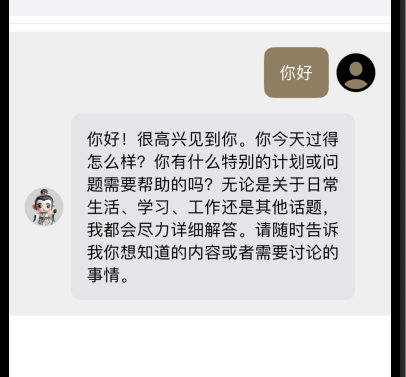 你好
你好！很高兴见到你。你今天过得
怎么样？你有什么特别的计划或问
题需要帮助的吗？无论是关于日常
生活、学习、工作还是其他话题，
我都会尽力详细解答。请随时告诉
我你想知道的内容或者需要讨论的
事情。